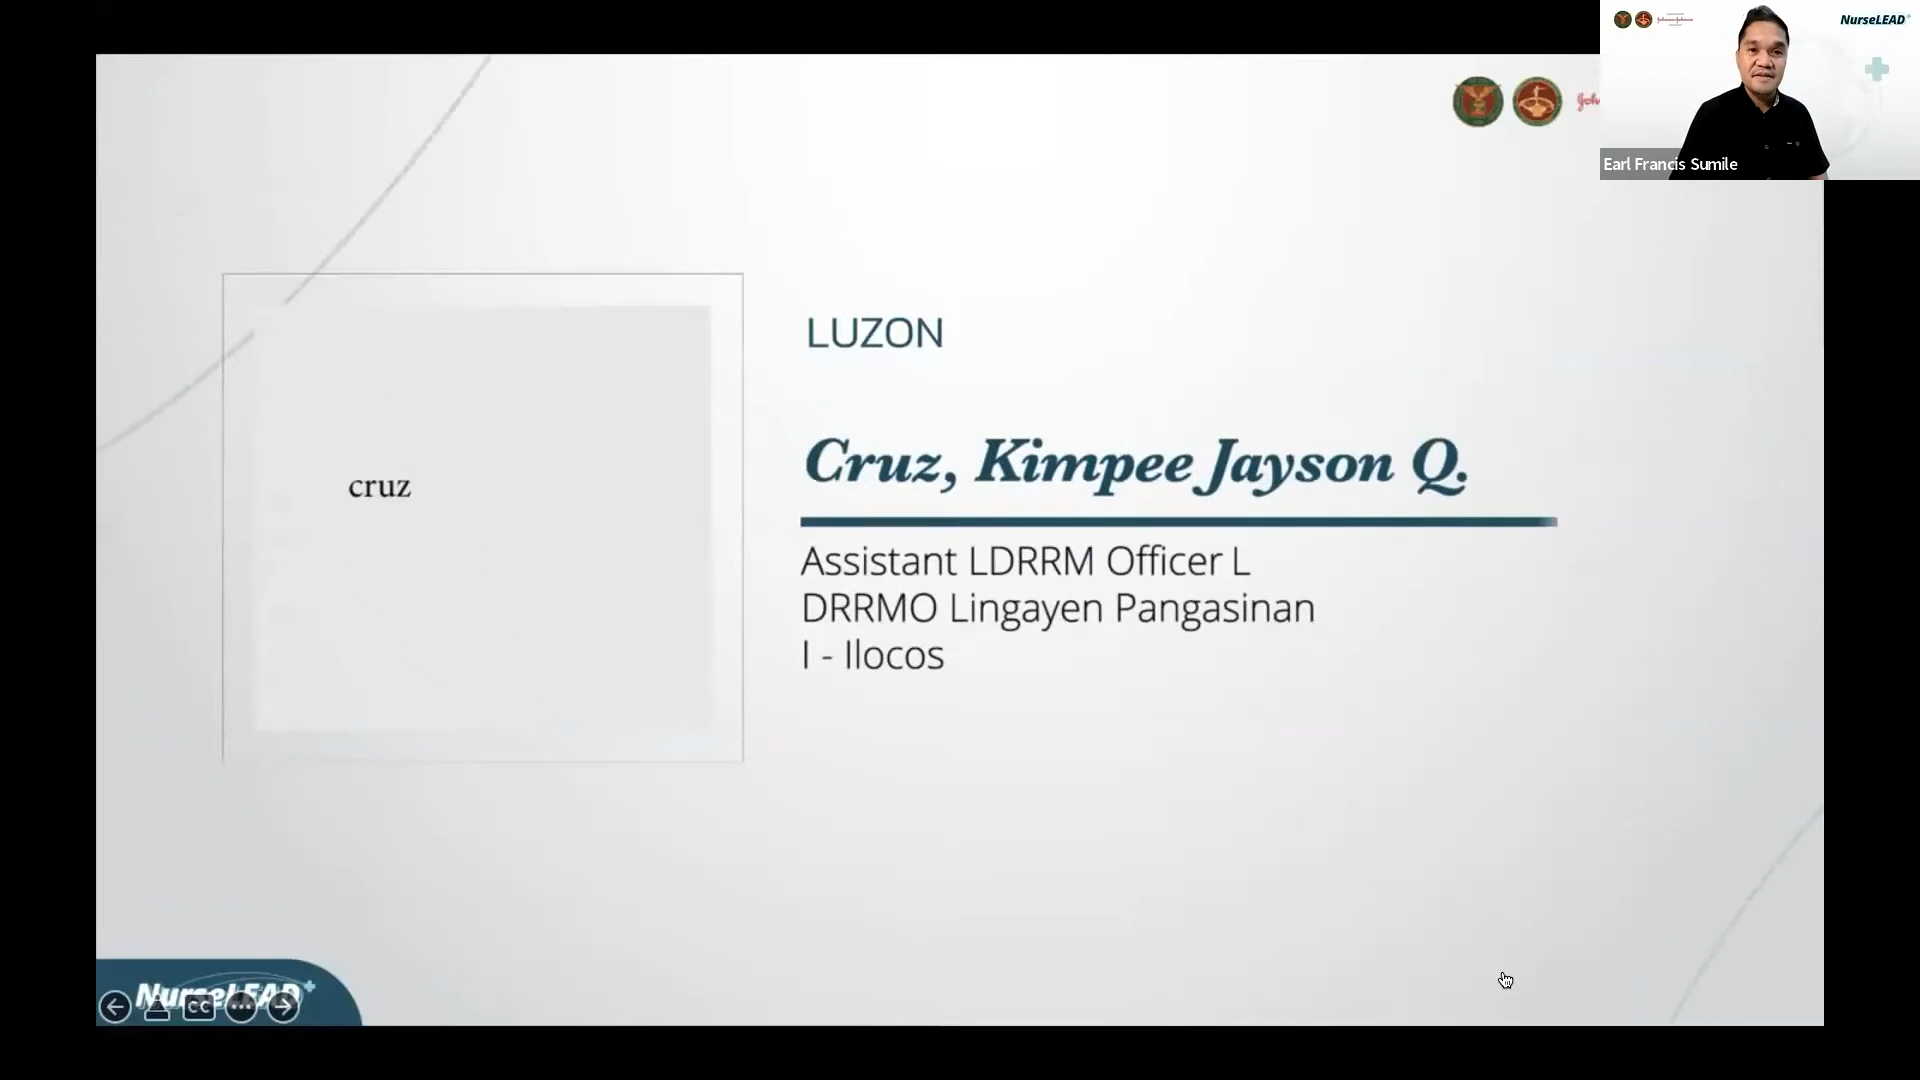 NurseLEAD
Earl Francis Sumile
LUZON
cruz
Cruz, Kimpee Jayson Q.
Assistant LDRRM Officer L
DRRMO Lingayen Pangasinan
I - Ilocos
NurseLEAD
CC